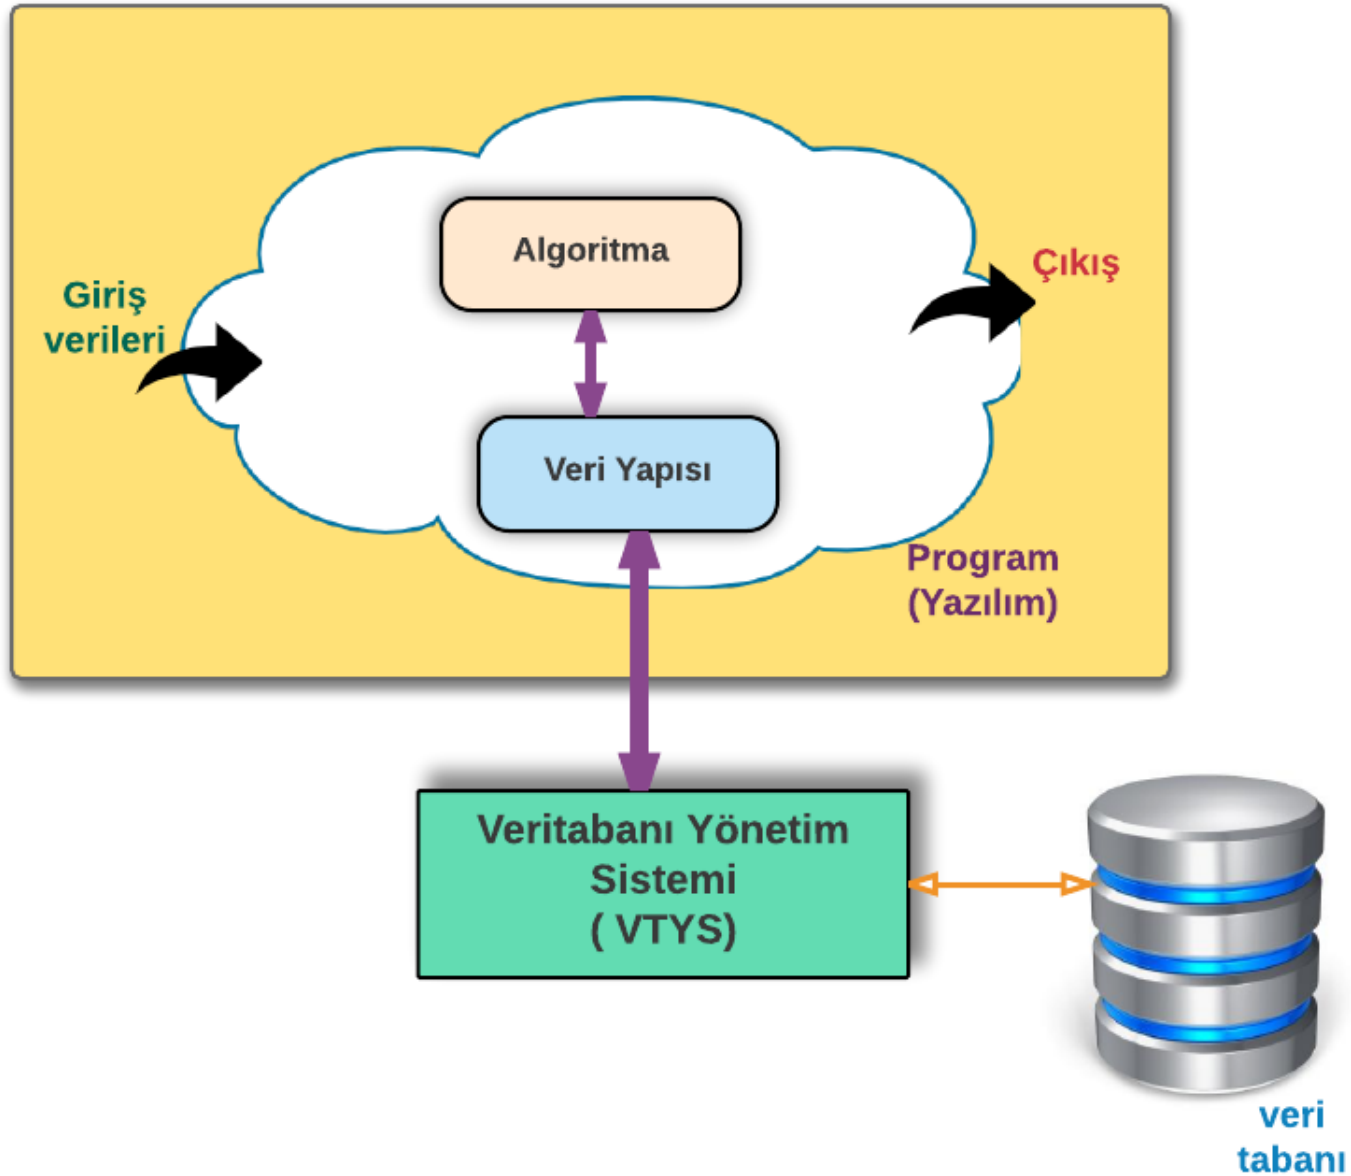 Algoritma
Çıkış
Giriş
verileri
Veri Yapısı
Program
(Yazılım)
Veritabanı Yönetim
Sistemi
( VTYS)
veri
tabanı